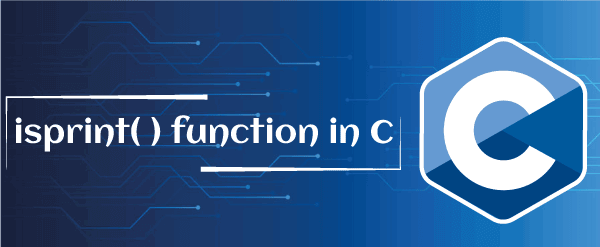 isprint( ) function in C
C